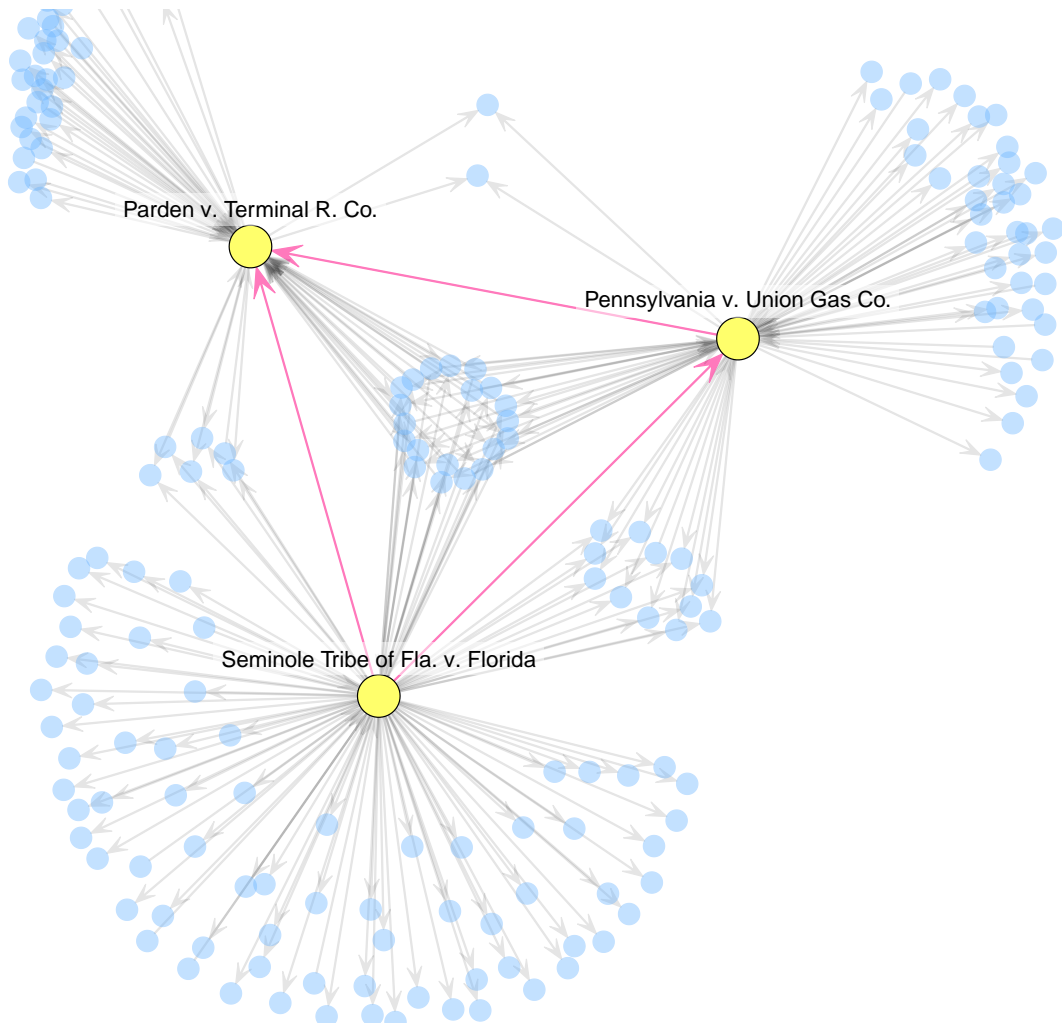 Parden v. Terminal R. Co.
Pennsylvania v. Union Gas Co.
Seminole Tribe of Fla. v. Florida